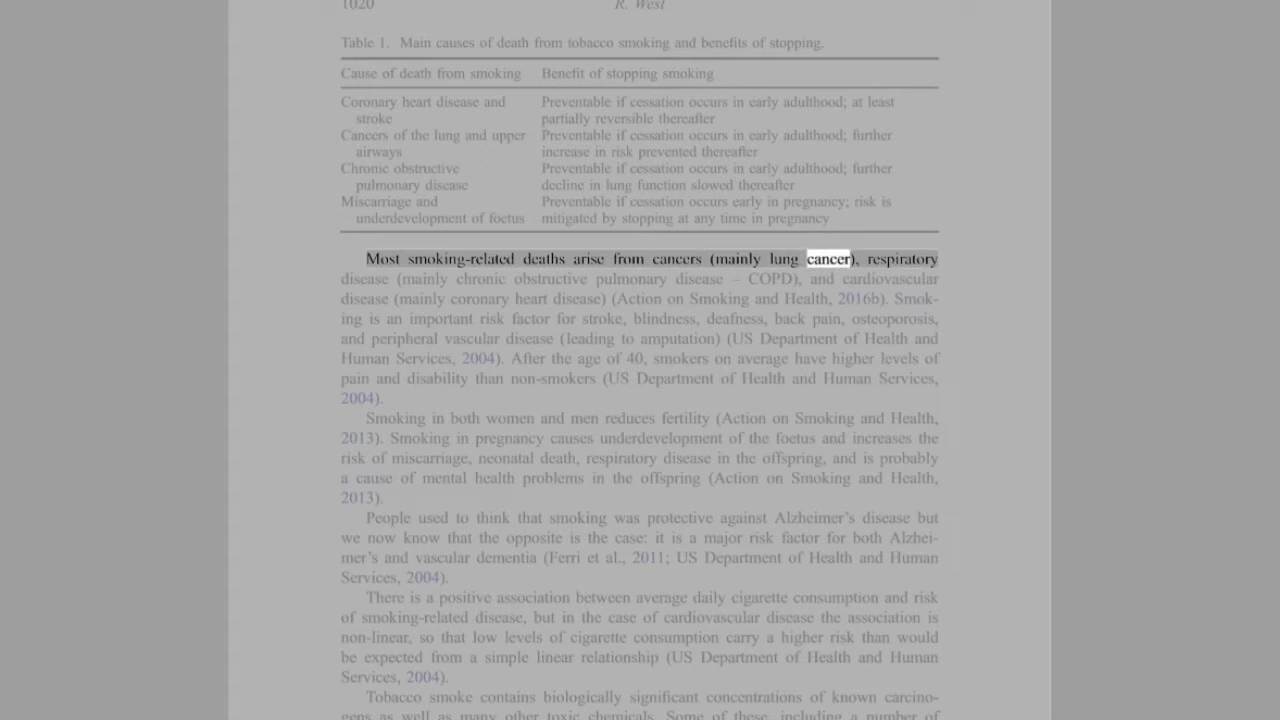 1020 R. West
Table 1. Main causes of death from tobacco smoking and benefits of stopping.
Cause of death from smoking Benefit of stopping smoking
Coronary heart disease and Preventable if cessation occurs in early adulthood; at least
stroke partially reversible thereafter
Cancers of the lung and upper Preventable if cessation occurs in early adulthood; further
airways increase in risk prevented thereafter
Chronic obstructive Preventable if cessation occurs in early adulthood; further
pulmonary disease decline in lung function slowed thereafter
Miscarriage and Preventable if cessation occurs early in pregnancy; risk is
underdevelopment of foetus mitigated by stopping at any time in pregnancy
Most smoking-related deaths arise from cancers (mainly lung cancer), respiratory
disease (mainly chronic obstructive pulmonary disease – COPD), and cardiovascular
disease (mainly coronary heart disease) (Action on Smoking and Health, 2016b). Smok-
ing is an important risk factor for stroke, blindness, deafness, back pain, osteoporosis,
and peripheral vascular disease (leading to amputation) (US Department of Health and
Human Services, 2004). After the age of 40, smokers on average have higher levels of
pain and disability than non-smokers (US Department of Health and Human Services,
2004).
Smoking in both women and men reduces fertility (Action on Smoking and Health,
2013). Smoking in pregnancy causes underdevelopment of the foetus and increases the
risk of miscarriage, neonatal death, respiratory disease in the offspring, and is probably
a cause of mental health problems in the offspring (Action on Smoking and Health,
2013).
People used to think that smoking was protective against Alzheimer's disease but
we now know that the opposite is the case: it is a major risk factor for both Alzhei-
mer's and vascular dementia (Ferri et al., 2011; US Department of Health and Human
Services, 2004).
There is a positive association between average daily cigarette consumption and risk
of smoking-related disease, but in the case of cardiovascular disease the association is
non-linear, so that low levels of cigarette consumption carry a higher risk than would
be expected from a simple linear relationship (US Department of Health and Human
Services, 2004).
Tobacco smoke contains biologically significant concentrations of known carcino-
gens as well as many other toxic chemicals. Some of these, including a number of